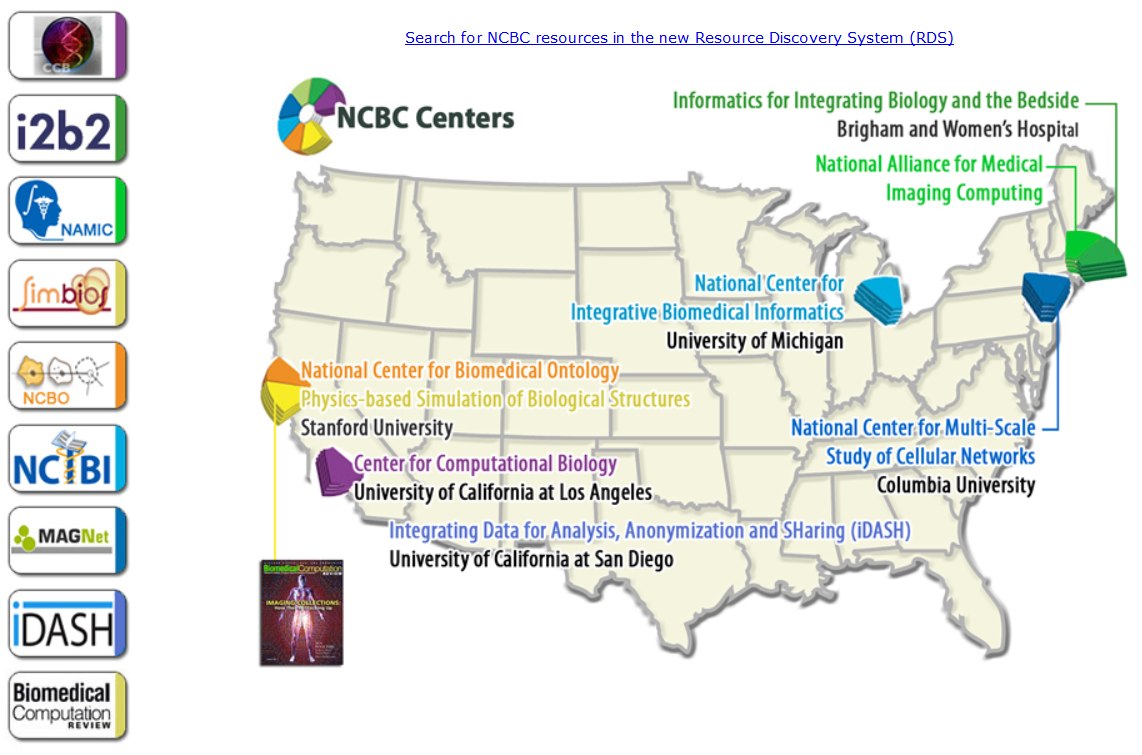 CCB
i2b2
NAMIC
Simbios
NCBO
NCIBI
MAGNet
iDASH
Biomedical
Computation
REVIEW
Search for NCBC resources in the new Resource Discovery System (RDS)
NCBC Centers
Informatics for Integrating Biology and the Bedside
Brigham and Women's Hospital
National Alliance for Medical
Imaging Computing
National Center for
Integrative Biomedical Informatics
University of Michigan
National Center for Biomedical Ontology
Physics-based Simulation of Biological Structures
Stanford University
National Center for Multi-Scale
Study of Cellular Networks
Columbia University
Center for Computational Biology
University of California at Los Angeles
Integrating Data for Analysis, Anonymization and SHaring (iDASH)
University of California at San Diego
BiomedicalComputation
REVIEW
IMAGING COLLECTIONS: